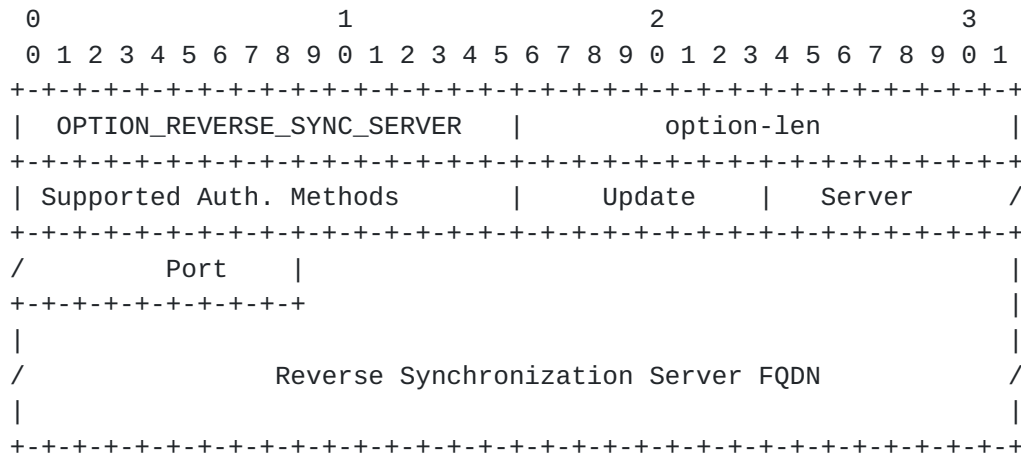 0                   1                   2                   3
 0 1 2 3 4 5 6 7 8 9 0 1 2 3 4 5 6 7 8 9 0 1 2 3 4 5 6 7 8 9 0 1
+-+-+-+-+-+-+-+-+-+-+-+-+-+-+-+-+-+-+-+-+-+-+-+-+-+-+-+-+-+-+-+-+
|  OPTION_REVERSE_SYNC_SERVER   |         option-len            |
+-+-+-+-+-+-+-+-+-+-+-+-+-+-+-+-+-+-+-+-+-+-+-+-+-+-+-+-+-+-+-+-+
| Supported Auth. Methods       |     Update    |   Server      /
+-+-+-+-+-+-+-+-+-+-+-+-+-+-+-+-+-+-+-+-+-+-+-+-+-+-+-+-+-+-+-+-+
/         Port    |                                             |
+-+-+-+-+-+-+-+-+-+                                             |
|                                                               |
/                Reverse Synchronization Server FQDN            /
|                                                               |
+-+-+-+-+-+-+-+-+-+-+-+-+-+-+-+-+-+-+-+-+-+-+-+-+-+-+-+-+-+-+-+-+